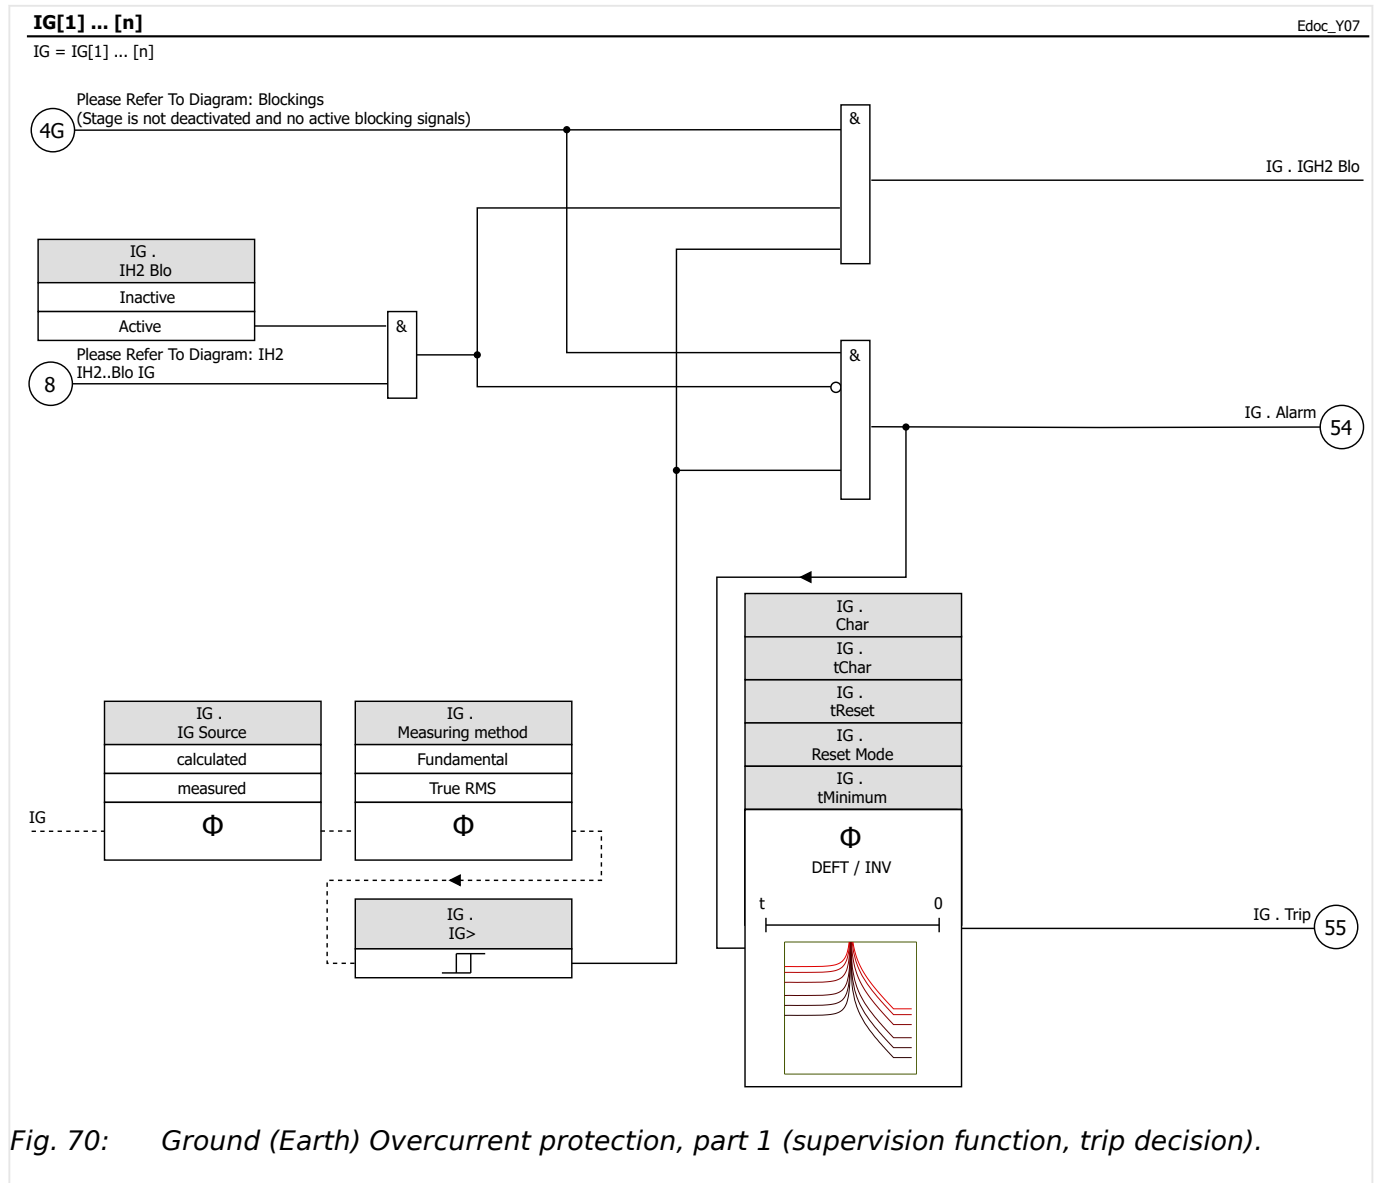 IG[1] ... [n]
Edoc_Y07
IG = IG[1] ... [n]
Please Refer To Diagram: Blockings
(Stage is not deactivated and no active blocking signals)
4G
&
IG . IGH2 Blo
IG .
IH2 Blo
Inactive
Active
&
Please Refer To Diagram: IH2
IH2..Blo IG
8
&
IG . Alarm
54
IG .
Char
IG .
tChar
IG .
tReset
IG .
Reset Mode
IG .
tMinimum
Φ
DEFT / INV
t 0
IG . Trip
55
IG .
IG Source
calculated
measured
Φ
IG .
Measuring method
Fundamental
True RMS
Φ
IG
IG .
IG>
Fig. 70: Ground (Earth) Overcurrent protection, part 1 (supervision function, trip decision).